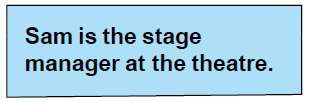 Sam is the stage
manager at the theatre.